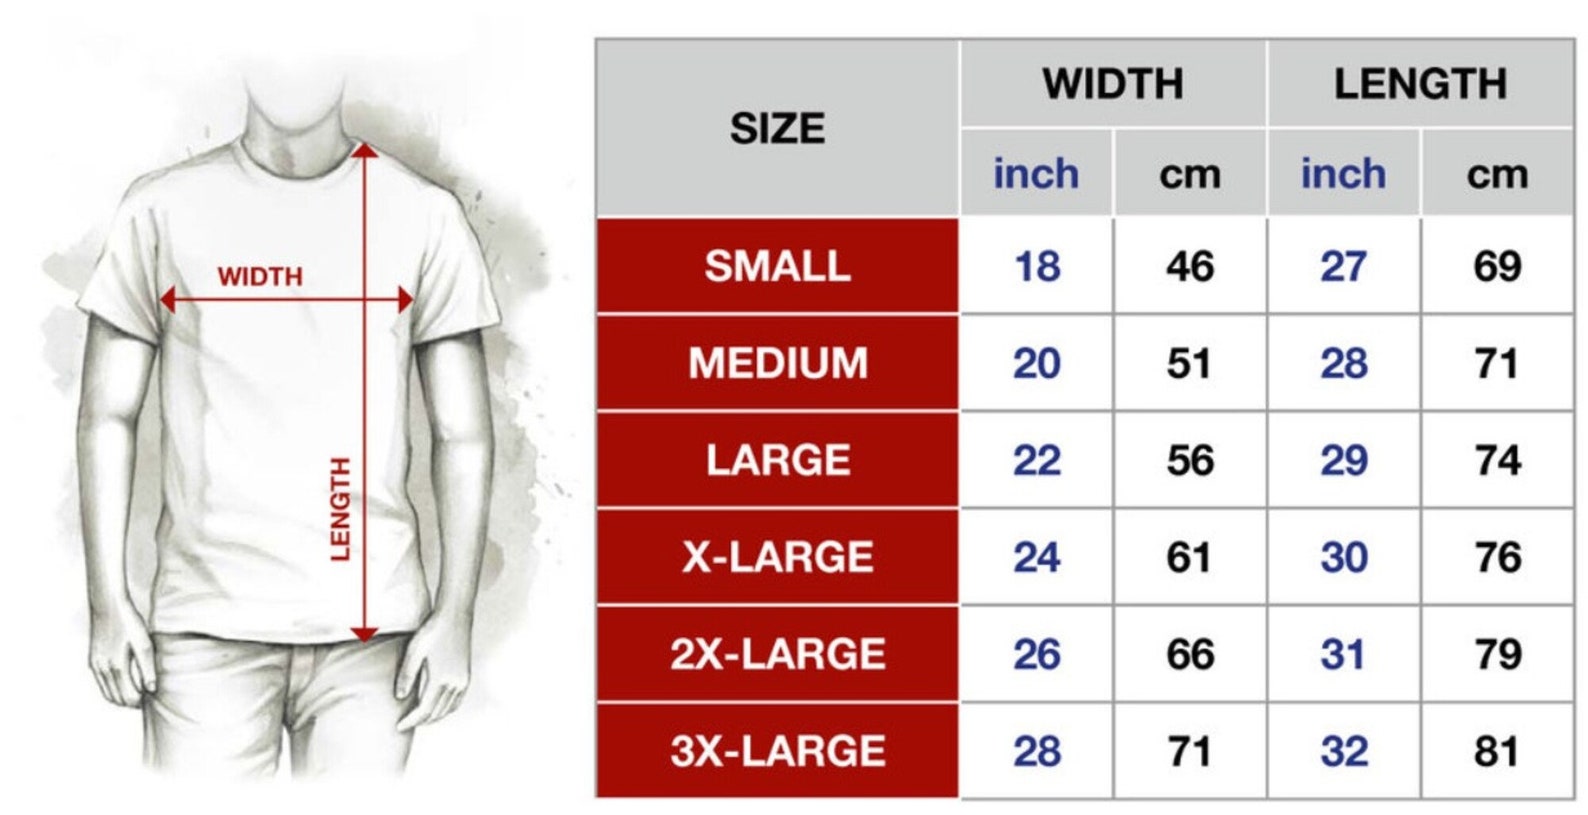 WIDTH
LENGTH
SIZE WIDTH LENGTH
inch cm inch cm
SMALL 18 46 27 69
MEDIUM 20 51 28 71
LARGE 22 56 29 74
X-LARGE 24 61 30 76
2X-LARGE 26 66 31 79
3X-LARGE 28 71 32 81